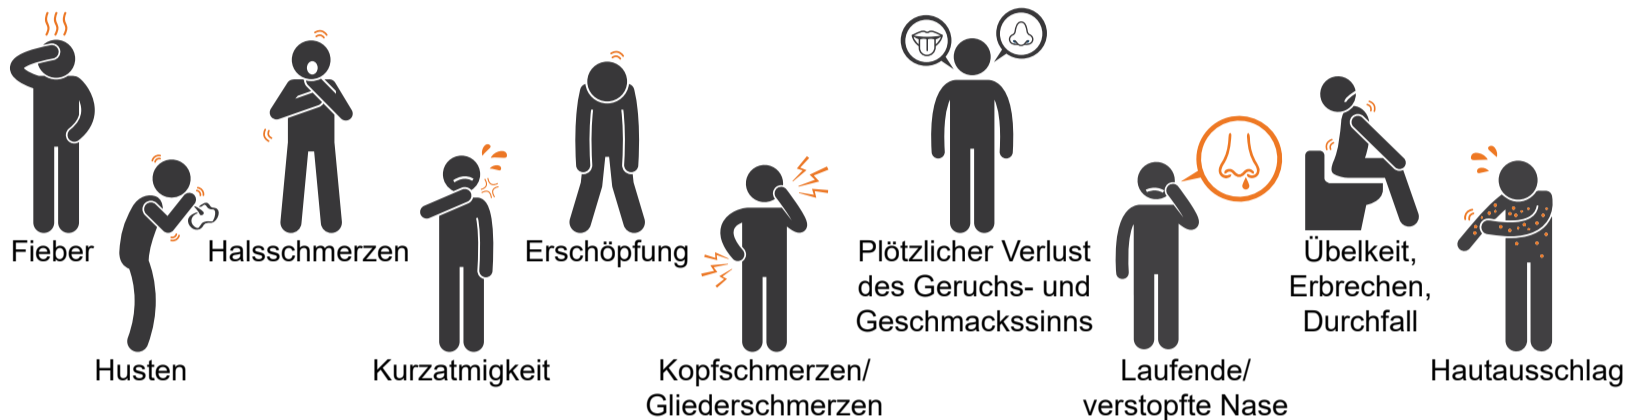 Fieber
Husten
Halsschmerzen
Kurzatmigkeit
Erschöpfung
Kopfschmerzen/
Gliederschmerzen
Plötzlicher Verlust
des Geruchs- und
Geschmackssinns
Laufende/
verstopfte Nase
Übelkeit,
Erbrechen,
Durchfall
Hautausschlag